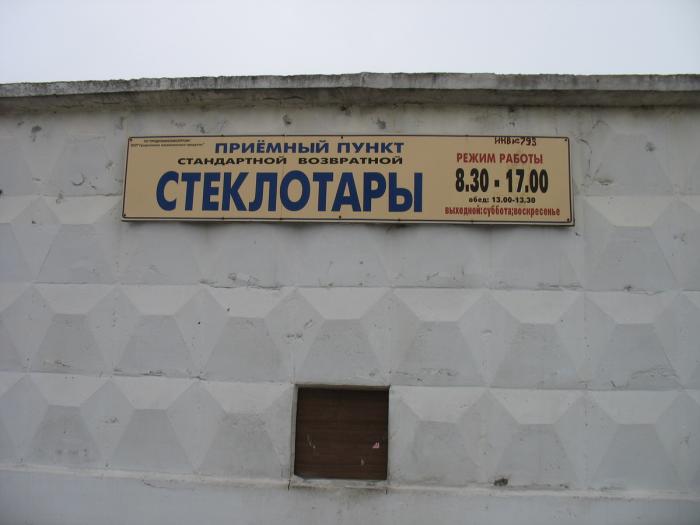 ПРИЁМНЫЙ ПУНКТ
СТАНДАРТНОЙ ВОЗВРАТНОЙ
СТЕКЛОТАРЫ
ИНВ№793
РЕЖИМ РАБОТЫ
8.30 - 17.00
обед: 13.00-13.30
выходной:суббота;воскресенье